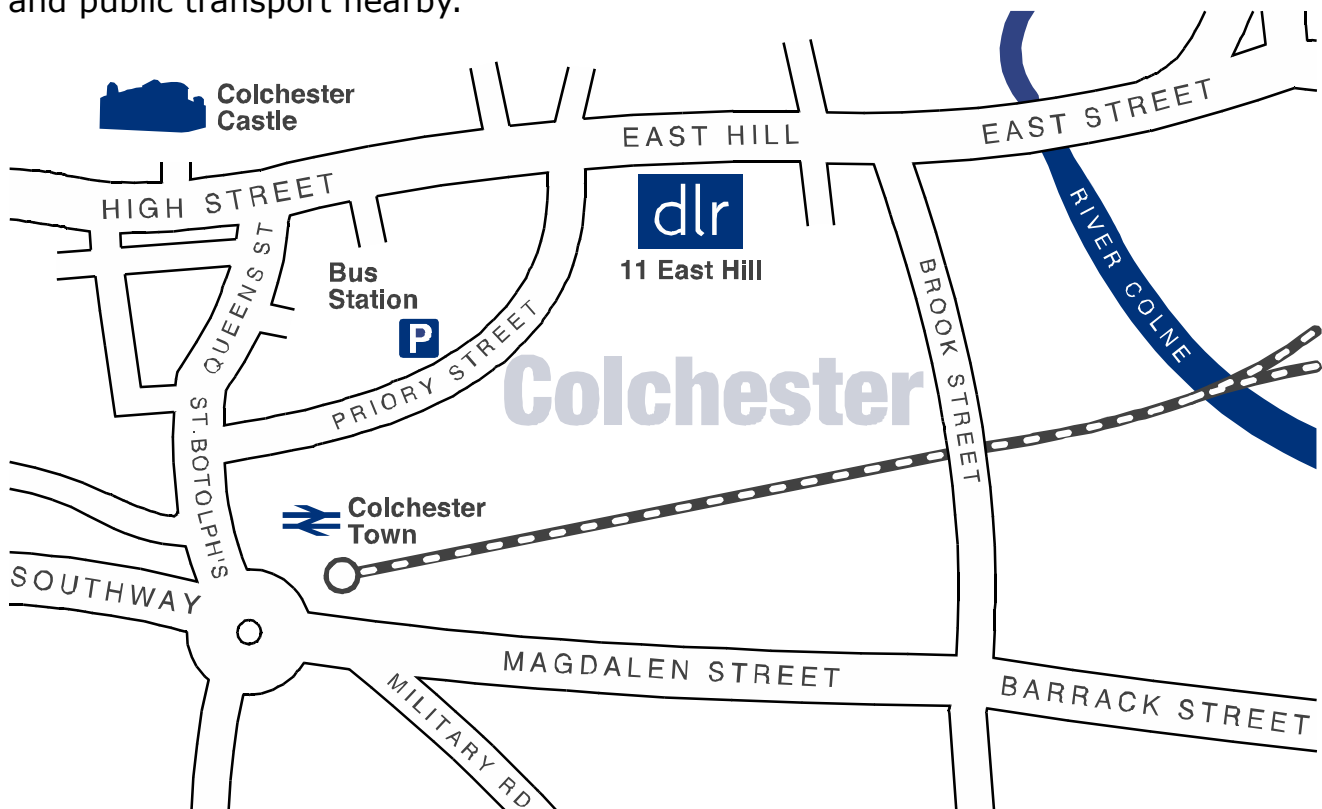 and public transport nearby.
Colchester
Castle
EAST HILL
EAST STREET
HIGH STREET
dlr
11 East Hill
RIVER COLNE
QUEENS ST
Bus
Station
P
BROOK STREET
PRIORY STREET
Colchester
ST.BOTOLPH'S
Colchester
Town
SOUTHWAY
MAGDALEN STREET
MILITARY RD
BARRACK STREET